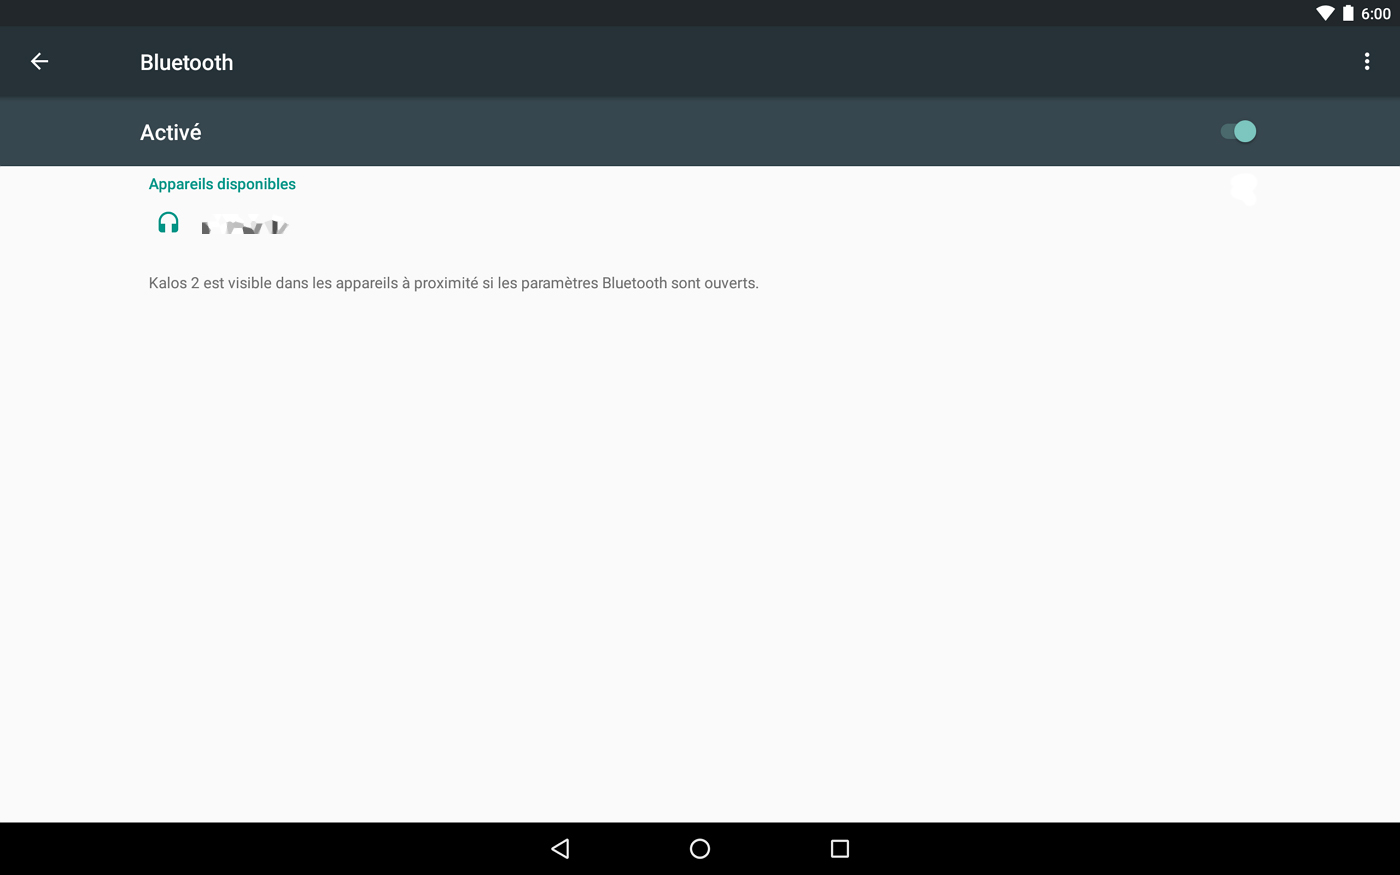 6:00
Bluetooth
Activé
Appareils disponibles
Kalos 2 est visible dans les appareils à proximité si les paramètres Bluetooth sont ouverts.